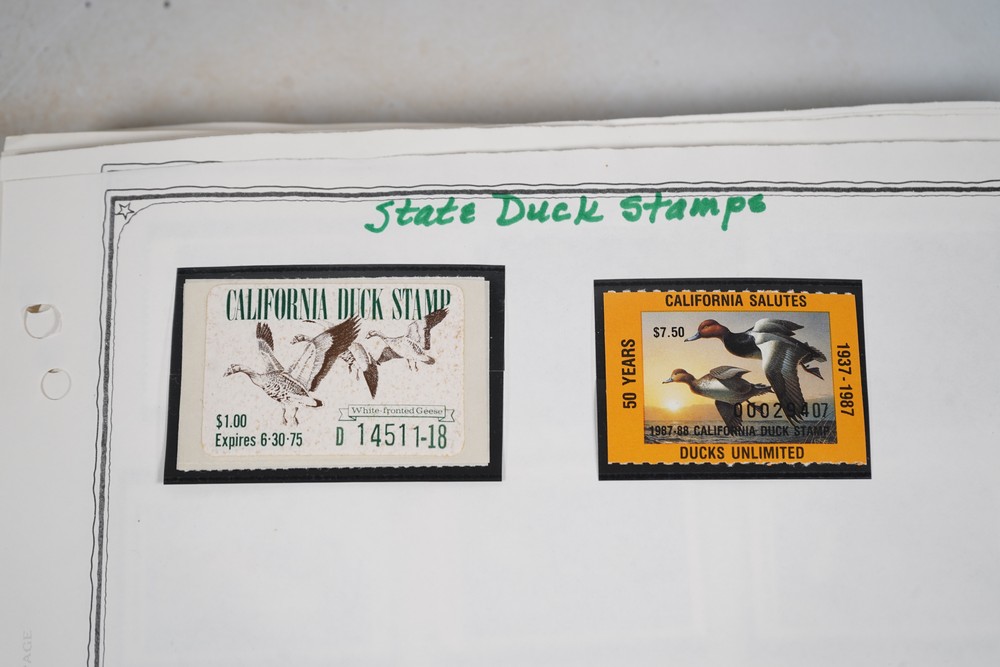 State Duck Stamps
CALIFORNIA DUCK STAMP
White-fronted Geese
$1.00
Expires 6·30·75
D 14511-18
CALIFORNIA SALUTES
$7.50
50 YEARS
1937-1987
00029407
1987-88 CALIFORNIA DUCK STAMP
DUCKS UNLIMITED